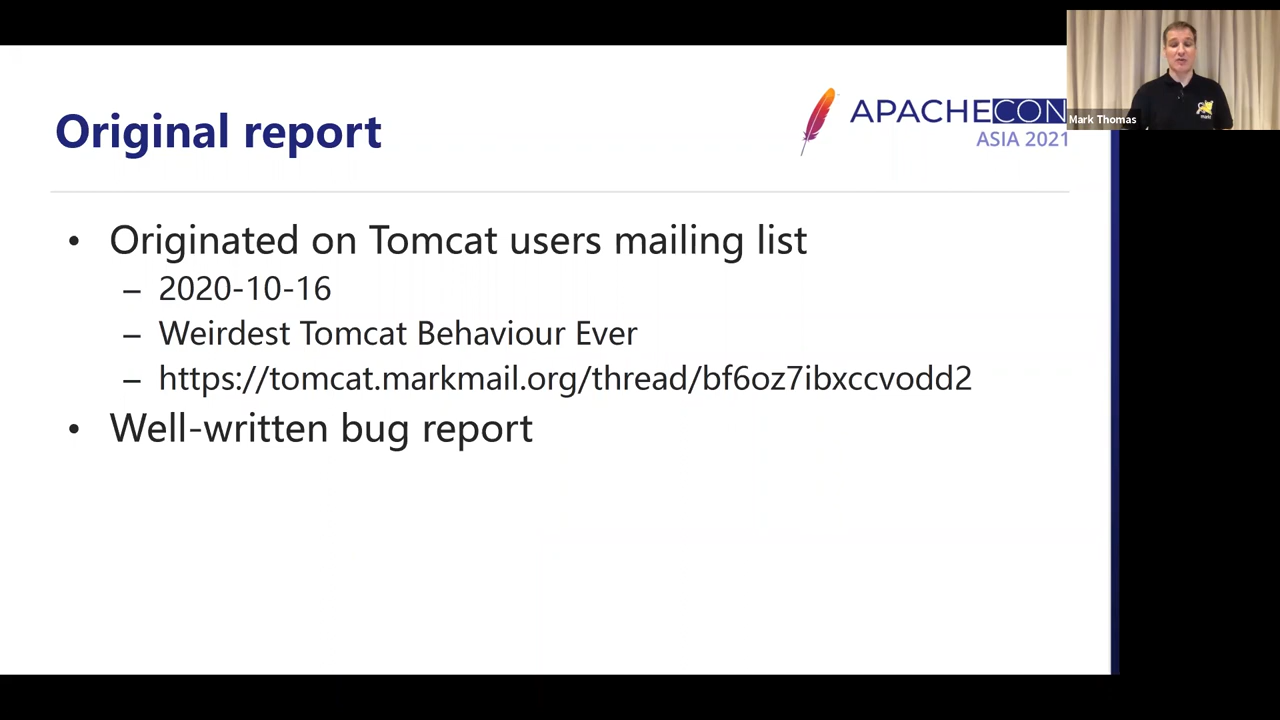 Original report
APACHECON
ASIA 2021
Mark Thomas
• Originated on Tomcat users mailing list
– 2020-10-16
– Weirdest Tomcat Behaviour Ever
– https://tomcat.markmail.org/thread/bf6oz7ibxccvodd2
• Well-written bug report